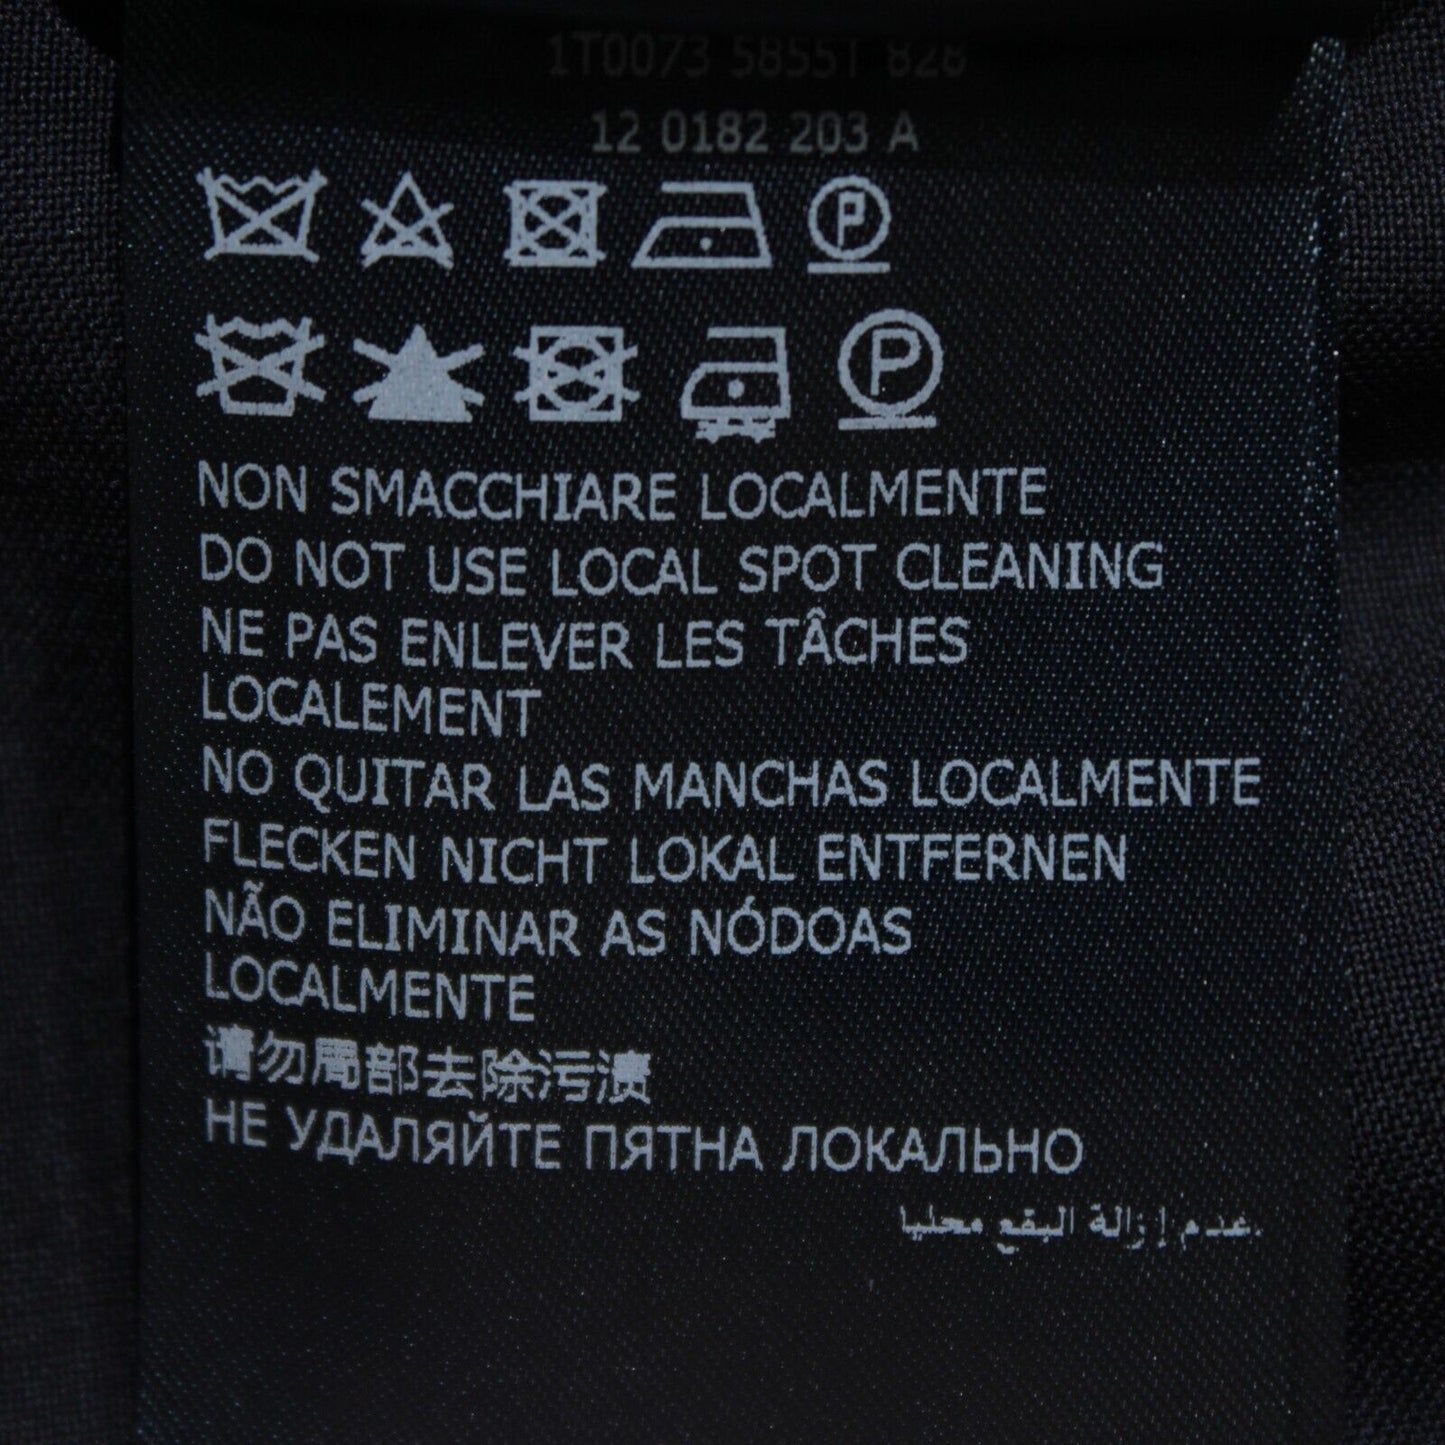 1T0073 5855T 828
12 0182 203 A
P
P
NON SMACCHIARE LOCALMENTE
DO NOT USE LOCAL SPOT CLEANING
NE PAS ENLEVER LES TÂCHES
LOCALEMENT
NO QUITAR LAS MANCHAS LOCALMENTE
FLECKEN NICHT LOKAL ENTFERNEN
NÃO ELIMINAR AS NÓDOAS
LOCALMENTE
请勿局部去除污渍
НЕ УДАЛЯЙТЕ ПЯТНА ЛОКАЛЬНО
عدم إزالة البقع محليا.